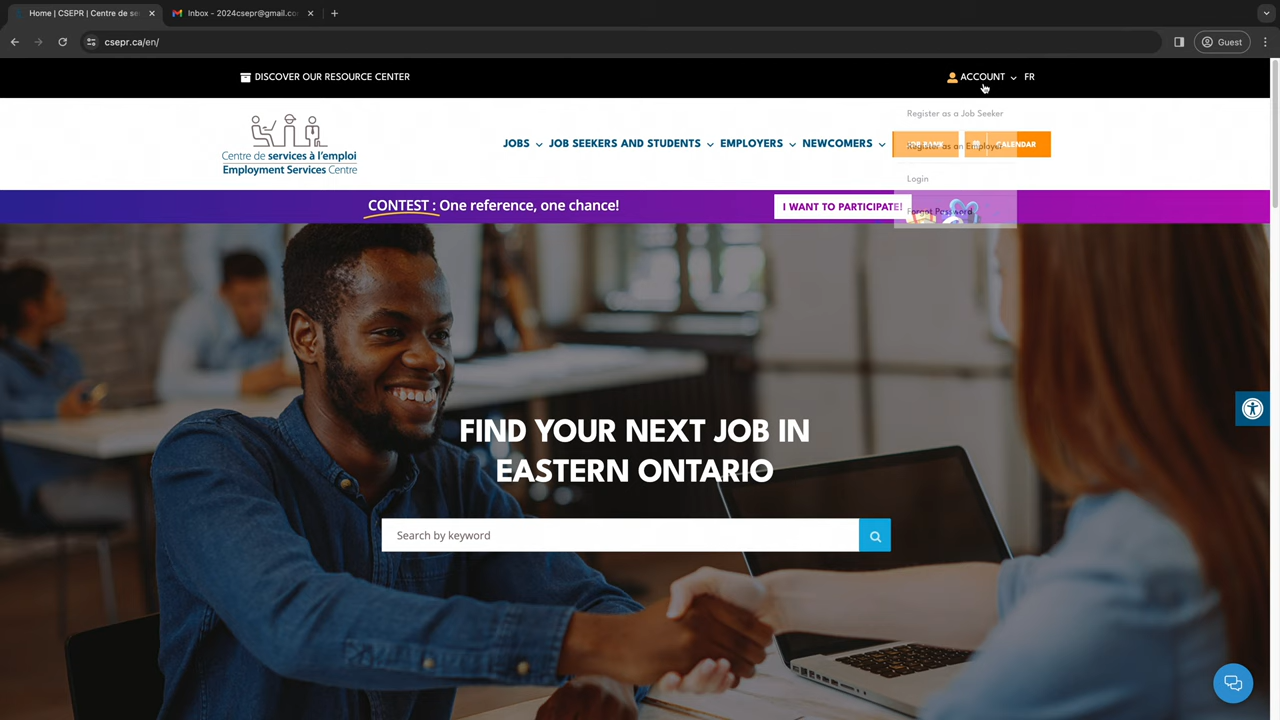 Home | CSEPR | Centre de se
Inbox - 2024csepr@gmail.co
csepr.ca/en/
Guest
DISCOVER OUR RESOURCE CENTER
ACCOUNT
FR
Register as a Job Seeker
Centre de services à l'emploi
Employment Services Centre
JOBS
JOB SEEKERS AND STUDENTS
EMPLOYERS
NEWCOMERS
Register as an Employer
CALENDAR
Login
CONTEST : One reference, one chance!
I WANT TO PARTICIPATE!
Forgot Password
FIND YOUR NEXT JOB IN
EASTERN ONTARIO
Search by keyword